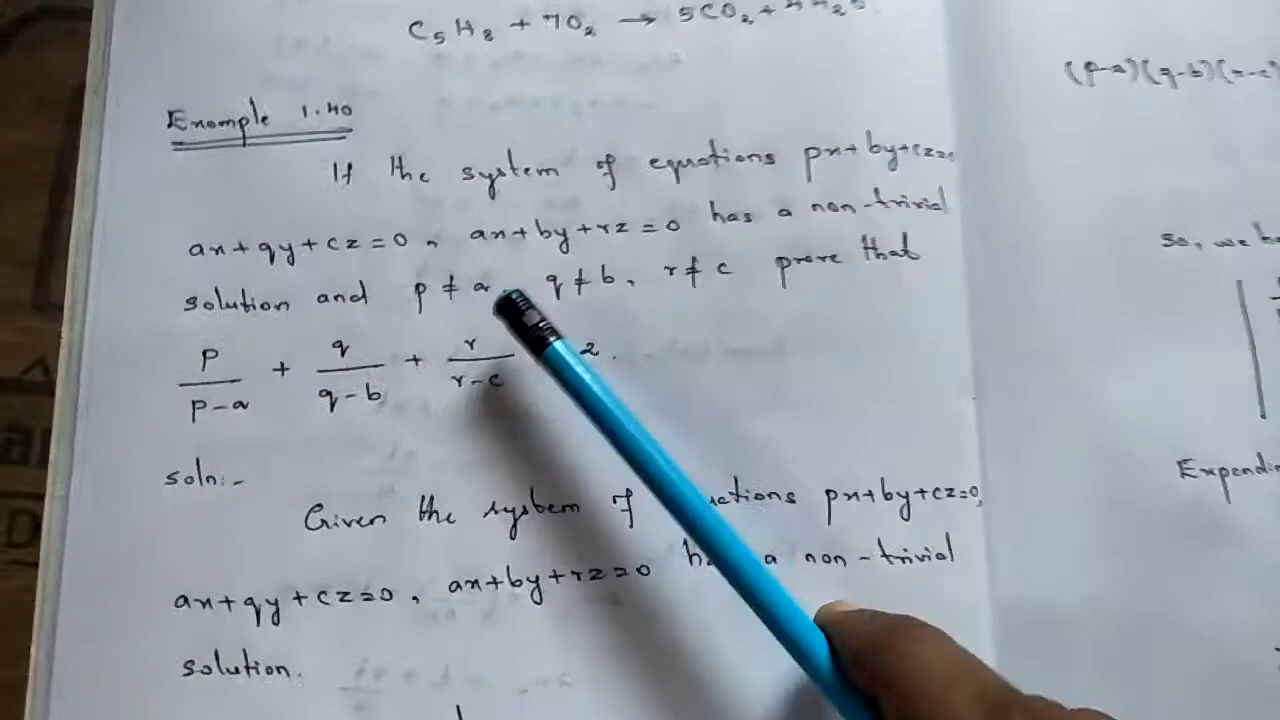 C₅H₈ + 7O₂ → 5CO₂ + 4H₂O
(p-a)(q-b)(r-c)
Example 1.40
If the system of equations px+by+cz=0
ax+qy+cz=0, ax+by+rz=0 has a non-trivial
solution and p≠a, q≠b, r≠c prove that
p/(p-a) + q/(q-b) + r/(r-c) 2.
soln:-
Given the system of px+by+cz=0,
ax+qy+cz=0, ax+by+rz=0 a non-trivial
solution.
So, we